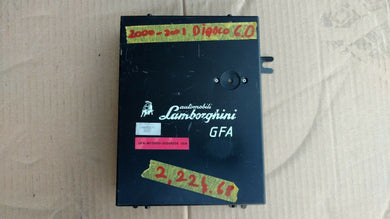 2000-2001 Diablo 6.0
automobili
Lamborghini
GFA
2,224.68